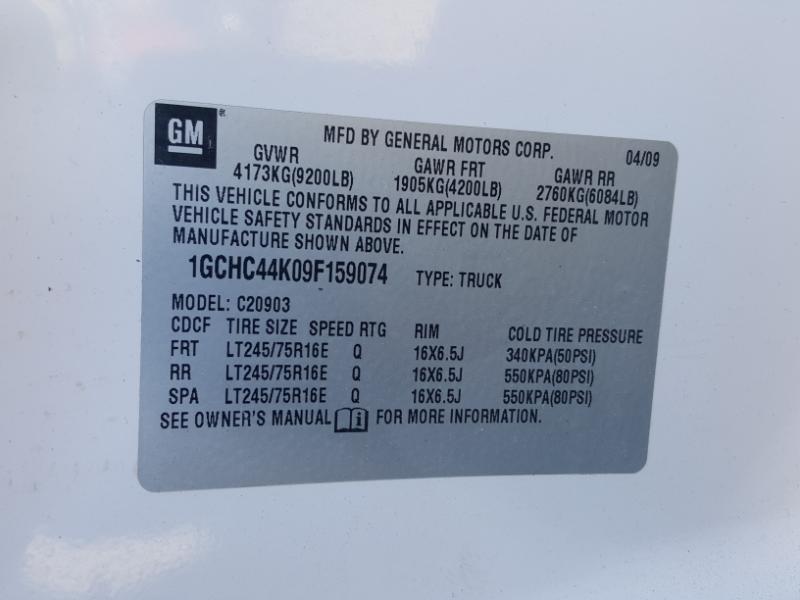 GM
MFD BY GENERAL MOTORS CORP. 04/09
GVWR GAWR FRT GAWR RR
4173KG(9200LB) 1905KG(4200LB) 2760KG(6084LB)
THIS VEHICLE CONFORMS TO ALL APPLICABLE U.S. FEDERAL MOTOR
VEHICLE SAFETY STANDARDS IN EFFECT ON THE DATE OF
MANUFACTURE SHOWN ABOVE.
1GCHC44K09F159074 TYPE: TRUCK
MODEL: C20903
CDCF TIRE SIZE SPEED RTG RIM COLD TIRE PRESSURE
FRT LT245/75R16E Q 16X6.5J 340KPA(50PSI)
RR LT245/75R16E Q 16X6.5J 550KPA(80PSI)
SPA LT245/75R16E Q 16X6.5J 550KPA(80PSI)
SEE OWNER'S MANUAL i FOR MORE INFORMATION.